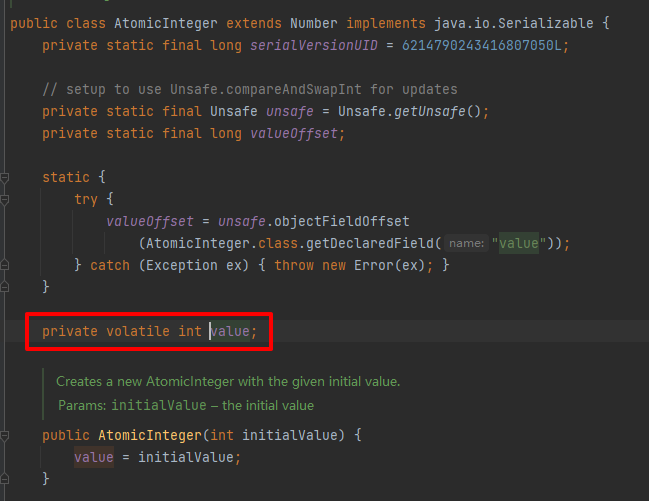 public class AtomicInteger extends Number implements java.io.Serializable {
private static final long serialVersionUID = 6214790243416807050L;
// setup to use Unsafe.compareAndSwapInt for updates
private static final Unsafe unsafe = Unsafe.getUnsafe();
private static final long valueOffset;
static {
try {
valueOffset = unsafe.objectFieldOffset
(AtomicInteger.class.getDeclaredField( name: "value"));
} catch (Exception ex) { throw new Error(ex); }
}
private volatile int value;
Creates a new AtomicInteger with the given initial value.
Params: initialValue – the initial value
public AtomicInteger(int initialValue) {
value = initialValue;
}